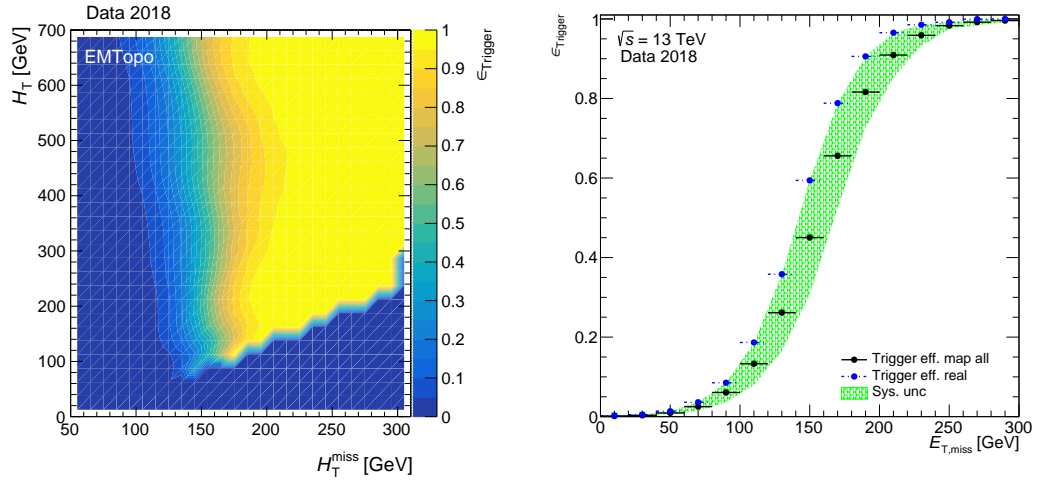 Data 2018
EMTopo
H_T [GeV]
700
600
500
400
300
200
100
0
50 100 150 200 250 300
H_T^miss [GeV]
1
0.9
0.8
0.7
0.6
0.5
0.4
0.3
0.2
0.1
0
ϵ_Trigger
ϵ_Trigger
√s = 13 TeV
Data 2018
1
0.8
0.6
0.4
0.2
0
0 50 100 150 200 250 300
E_T,miss [GeV]
Trigger eff. map all
Trigger eff. real
Sys. unc